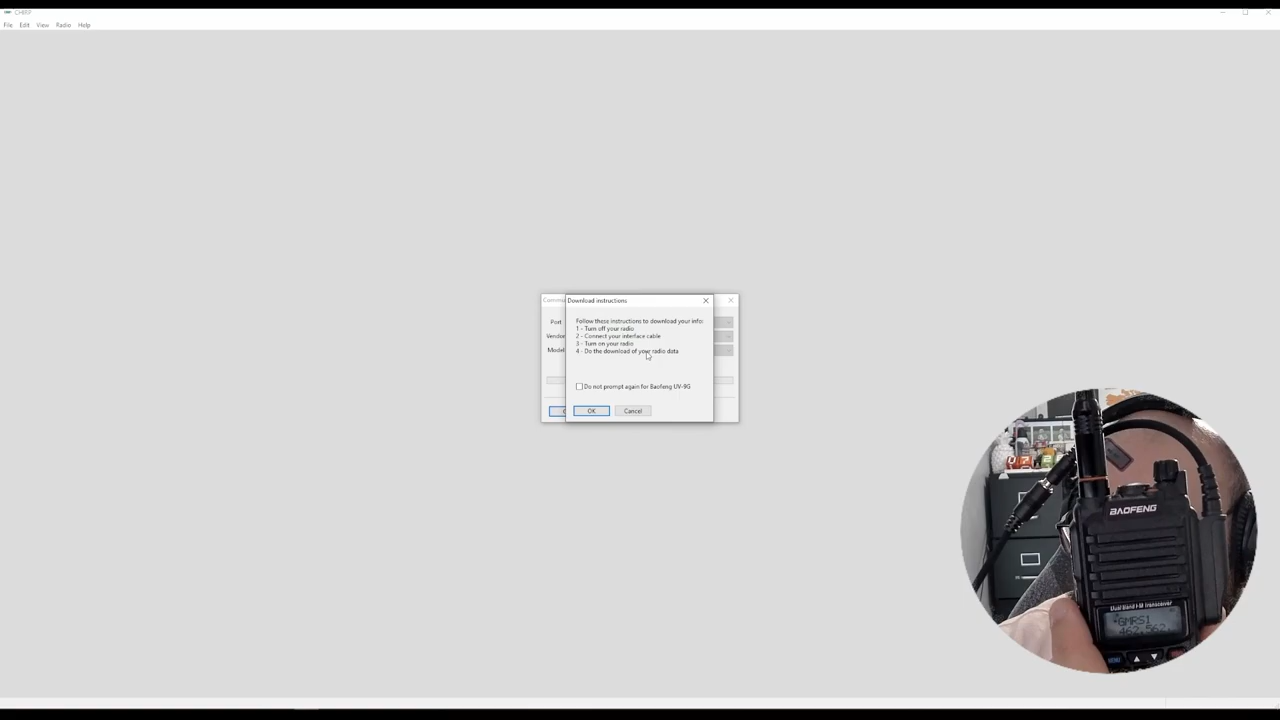 CHIRP
File Edit View Radio Help
Download instructions
Port
Vendor
Model
Follow these instructions to download your info:
1 - Turn off your radio
2 - Connect your interface cable
3 - Turn on your radio
4 - Do the download of your radio data
Do not prompt again for Baofeng UV-9G
OK
Cancel
BAOFENG
Dual Band FM Transceiver
GMRS1
462.562
MENU